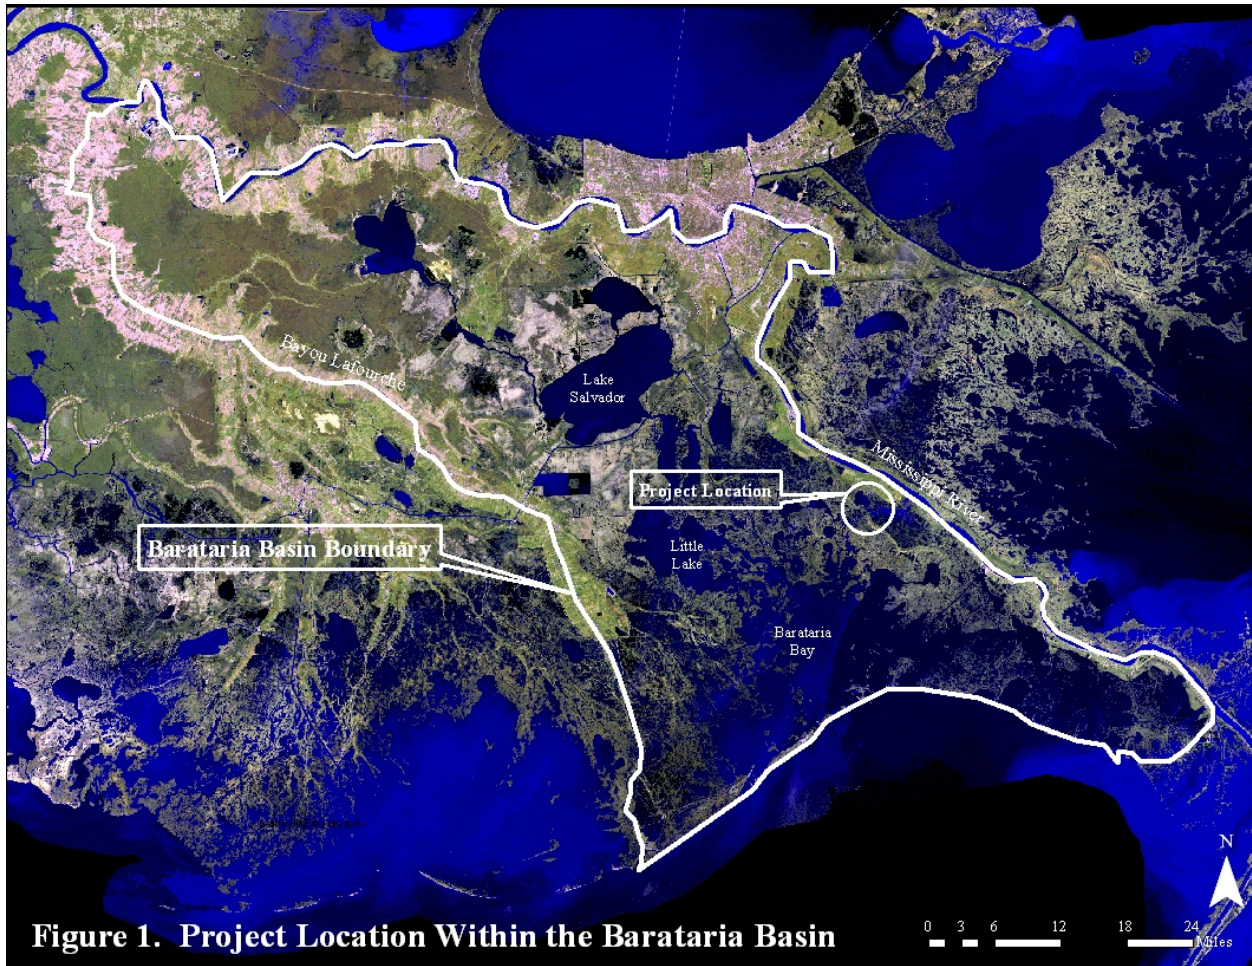 Bayou Lafourche
Lake
Salvador
Mississippi River
Project Location
Barataria Basin Boundary
Little
Lake
Barataria
Bay
N
0 3 6 12 18 24
Miles
Figure 1. Project Location Within the Barataria Basin